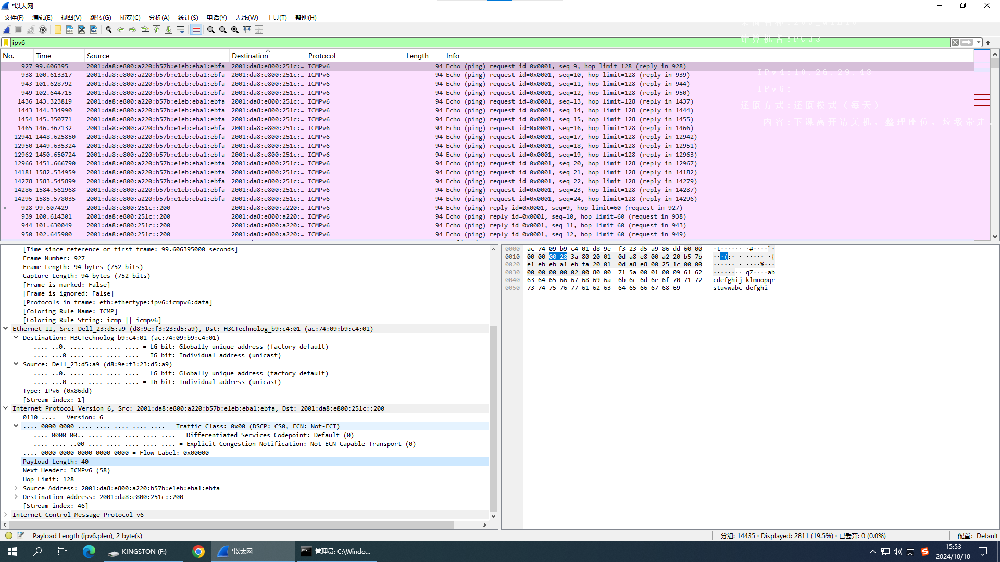 *以太网
文件(F) 编辑(E) 视图(V) 跳转(G) 捕获(C) 分析(A) 统计(S) 电话(Y) 无线(W) 工具(T) 帮助(H)
ipv6
计算机名:PC33
No. Time Source Destination Protocol Length Info
927 99.606395 2001:da8:e800:a220:b57b:e1eb:eba1:ebfa 2001:da8:e800:251c:… ICMPv6 94 Echo (ping) request id=0x0001, seq=9, hop limit=128 (reply in 928)
IPv4:10.26.29.43
938 100.613317 2001:da8:e800:a220:b57b:e1eb:eba1:ebfa 2001:da8:e800:251c:… ICMPv6 94 Echo (ping) request id=0x0001, seq=10, hop limit=128 (reply in 939)
943 101.628792 2001:da8:e800:a220:b57b:e1eb:eba1:ebfa 2001:da8:e800:251c:… ICMPv6 94 Echo (ping) request id=0x0001, seq=11, hop limit=128 (reply in 944)
IPv6:
949 102.644715 2001:da8:e800:a220:b57b:e1eb:eba1:ebfa 2001:da8:e800:251c:… ICMPv6 94 Echo (ping) request id=0x0001, seq=12, hop limit=128 (reply in 950)
1436 143.323819 2001:da8:e800:a220:b57b:e1eb:eba1:ebfa 2001:da8:e800:251c:… ICMPv6 94 Echo (ping) request id=0x0001, seq=13, hop limit=128 (reply in 1437)
还原方式:还原模式(每天)
1443 144.334990 2001:da8:e800:a220:b57b:e1eb:eba1:ebfa 2001:da8:e800:251c:… ICMPv6 94 Echo (ping) request id=0x0001, seq=14, hop limit=128 (reply in 1444)
1454 145.350771 2001:da8:e800:a220:b57b:e1eb:eba1:ebfa 2001:da8:e800:251c:… ICMPv6 94 Echo (ping) request id=0x0001, seq=15, hop limit=128 (reply in 1455)
内容:下课离开请关机，整理座位，垃圾带走。
1465 146.367132 2001:da8:e800:a220:b57b:e1eb:eba1:ebfa 2001:da8:e800:251c:… ICMPv6 94 Echo (ping) request id=0x0001, seq=16, hop limit=128 (reply in 1466)
12941 1448.625850 2001:da8:e800:a220:b57b:e1eb:eba1:ebfa 2001:da8:e800:251c:… ICMPv6 94 Echo (ping) request id=0x0001, seq=17, hop limit=128 (reply in 12942)
12950 1449.635324 2001:da8:e800:a220:b57b:e1eb:eba1:ebfa 2001:da8:e800:251c:… ICMPv6 94 Echo (ping) request id=0x0001, seq=18, hop limit=128 (reply in 12951)
12962 1450.650724 2001:da8:e800:a220:b57b:e1eb:eba1:ebfa 2001:da8:e800:251c:… ICMPv6 94 Echo (ping) request id=0x0001, seq=19, hop limit=128 (reply in 12963)
12966 1451.666790 2001:da8:e800:a220:b57b:e1eb:eba1:ebfa 2001:da8:e800:251c:… ICMPv6 94 Echo (ping) request id=0x0001, seq=20, hop limit=128 (reply in 12967)
14181 1582.534959 2001:da8:e800:a220:b57b:e1eb:eba1:ebfa 2001:da8:e800:251c:… ICMPv6 94 Echo (ping) request id=0x0001, seq=21, hop limit=128 (reply in 14182)
14278 1583.545899 2001:da8:e800:a220:b57b:e1eb:eba1:ebfa 2001:da8:e800:251c:… ICMPv6 94 Echo (ping) request id=0x0001, seq=22, hop limit=128 (reply in 14279)
14286 1584.561968 2001:da8:e800:a220:b57b:e1eb:eba1:ebfa 2001:da8:e800:251c:… ICMPv6 94 Echo (ping) request id=0x0001, seq=23, hop limit=128 (reply in 14287)
14295 1585.578035 2001:da8:e800:a220:b57b:e1eb:eba1:ebfa 2001:da8:e800:251c:… ICMPv6 94 Echo (ping) request id=0x0001, seq=24, hop limit=128 (reply in 14296)
928 99.607429 2001:da8:e800:251c::200 2001:da8:e800:a220:… ICMPv6 94 Echo (ping) reply id=0x0001, seq=9, hop limit=60 (request in 927)
939 100.614301 2001:da8:e800:251c::200 2001:da8:e800:a220:… ICMPv6 94 Echo (ping) reply id=0x0001, seq=10, hop limit=60 (request in 938)
944 101.630049 2001:da8:e800:251c::200 2001:da8:e800:a220:… ICMPv6 94 Echo (ping) reply id=0x0001, seq=11, hop limit=60 (request in 943)
950 102.645900 2001:da8:e800:251c::200 2001:da8:e800:a220:… ICMPv6 94 Echo (ping) reply id=0x0001, seq=12, hop limit=60 (request in 949)
[Time since reference or first frame: 99.606395000 seconds]
Frame Number: 927
Frame Length: 94 bytes (752 bits)
Capture Length: 94 bytes (752 bits)
[Frame is marked: False]
[Frame is ignored: False]
[Protocols in frame: eth:ethertype:ipv6:icmpv6:data]
[Coloring Rule Name: ICMP]
[Coloring Rule String: icmp || icmpv6]
Ethernet II, Src: Dell_23:d5:a9 (d8:9e:f3:23:d5:a9), Dst: H3CTechnolog_b9:c4:01 (ac:74:09:b9:c4:01)
Destination: H3CTechnolog_b9:c4:01 (ac:74:09:b9:c4:01)
.... ..0. .... .... .... .... = LG bit: Globally unique address (factory default)
.... ...0 .... .... .... .... = IG bit: Individual address (unicast)
Source: Dell_23:d5:a9 (d8:9e:f3:23:d5:a9)
.... ..0. .... .... .... .... = LG bit: Globally unique address (factory default)
.... ...0 .... .... .... .... = IG bit: Individual address (unicast)
Type: IPv6 (0x86dd)
[Stream index: 1]
Internet Protocol Version 6, Src: 2001:da8:e800:a220:b57b:e1eb:eba1:ebfa, Dst: 2001:da8:e800:251c::200
0110 .... = Version: 6
.... 0000 0000 .... .... .... .... .... = Traffic Class: 0x00 (DSCP: CS0, ECN: Not-ECT)
.... 0000 00.. .... .... .... .... .... = Differentiated Services Codepoint: Default (0)
.... .... ..00 .... .... .... .... .... = Explicit Congestion Notification: Not ECN-Capable Transport (0)
.... 0000 0000 0000 0000 0000 = Flow Label: 0x00000
Payload Length: 40
Next Header: ICMPv6 (58)
Hop Limit: 128
Source Address: 2001:da8:e800:a220:b57b:e1eb:eba1:ebfa
Destination Address: 2001:da8:e800:251c::200
[Stream index: 46]
Internet Control Message Protocol v6
0000 ac 74 09 b9 c4 01 d8 9e f3 23 d5 a9 86 dd 60 00 ·t······ ·#····`·
0010 00 00 00 28 3a 80 20 01 0d a8 e8 00 a2 20 b5 7b ···(:· · ····· ·{
0020 e1 eb eb a1 eb fa 20 01 0d a8 e8 00 25 1c 00 00 ······ · ····%···
0030 00 00 00 00 02 00 80 00 71 5a 00 01 00 09 61 62 ········ qZ····ab
0040 63 64 65 66 67 68 69 6a 6b 6c 6d 6e 6f 70 71 72 cdefghij klmnopqr
0050 73 74 75 76 77 61 62 63 64 65 66 67 68 69 stuvwabc defghi
Payload Length (ipv6.plen), 2 byte(s)
分组: 14435 · Displayed: 2811 (19.5%) · 已丢弃: 0 (0.0%)
配置: Default
KINGSTON (F:)
*以太网
管理员: C:\Windo...
英
15:53
2024/10/10